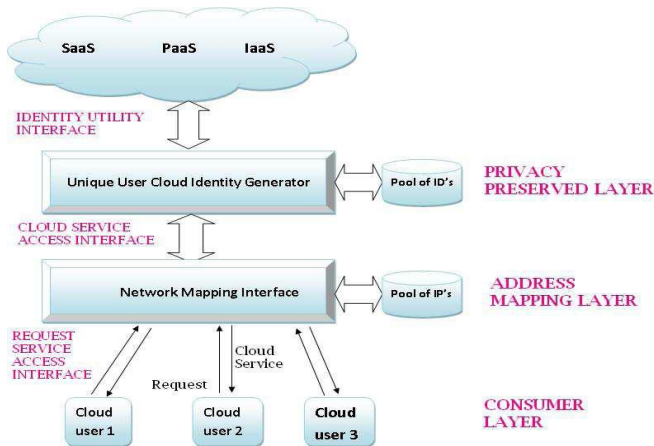 SaaS PaaS IaaS
IDENTITY UTILITY
INTERFACE
Unique User Cloud Identity Generator
Pool of ID's
PRIVACY
PRESERVED LAYER
CLOUD SERVICE
ACCESS INTERFACE
Network Mapping Interface
Pool of IP's
ADDRESS
MAPPING LAYER
REQUEST
SERVICE
ACCESS
INTERFACE
Request
Cloud
Service
Cloud
user 1
Cloud
user 2
Cloud
user 3
CONSUMER
LAYER